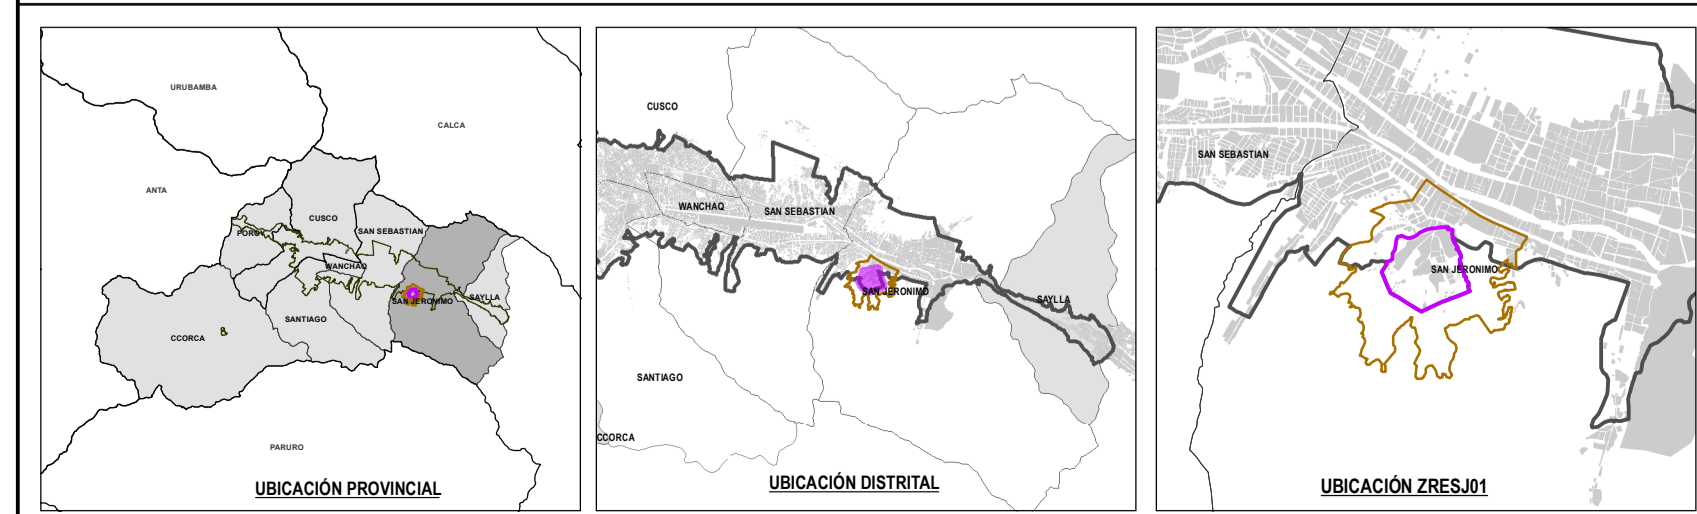 URUBAMBA
CALCA
ANTA
CUSCO
SAN SEBASTIAN
POROY
WANCHAQ
SAN JERONIMO
SAYLLA
SANTIAGO
CCORCA
PARURO
UBICACIÓN PROVINCIAL
CUSCO
WANCHAQ
SAN SEBASTIAN
SAN JERONIMO
SAYLLA
SANTIAGO
CCORCA
UBICACIÓN DISTRITAL
SAN SEBASTIAN
SAN JERONIMO
UBICACIÓN ZRESJ01